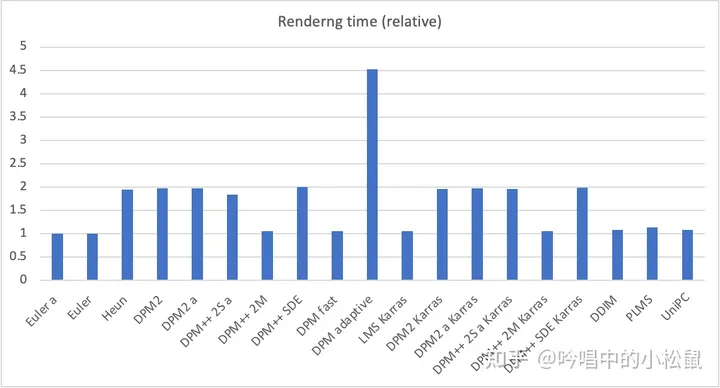 Renderng time (relative)
5
4.5
4
3.5
3
2.5
2
1.5
1
0.5
0
Euler a
Euler
Heun
DPM2
DPM2 a
DPM++ 2S a
DPM++ 2M
DPM++ SDE
DPM fast
DPM adaptive
LMS Karras
DPM2 Karras
DPM2 a Karras
DPM++ 2S a Karras
DPM++ 2M Karras
DPM++ SDE Karras
DDIM
PLMS
UniPC
知乎 @吟唱中的小松鼠